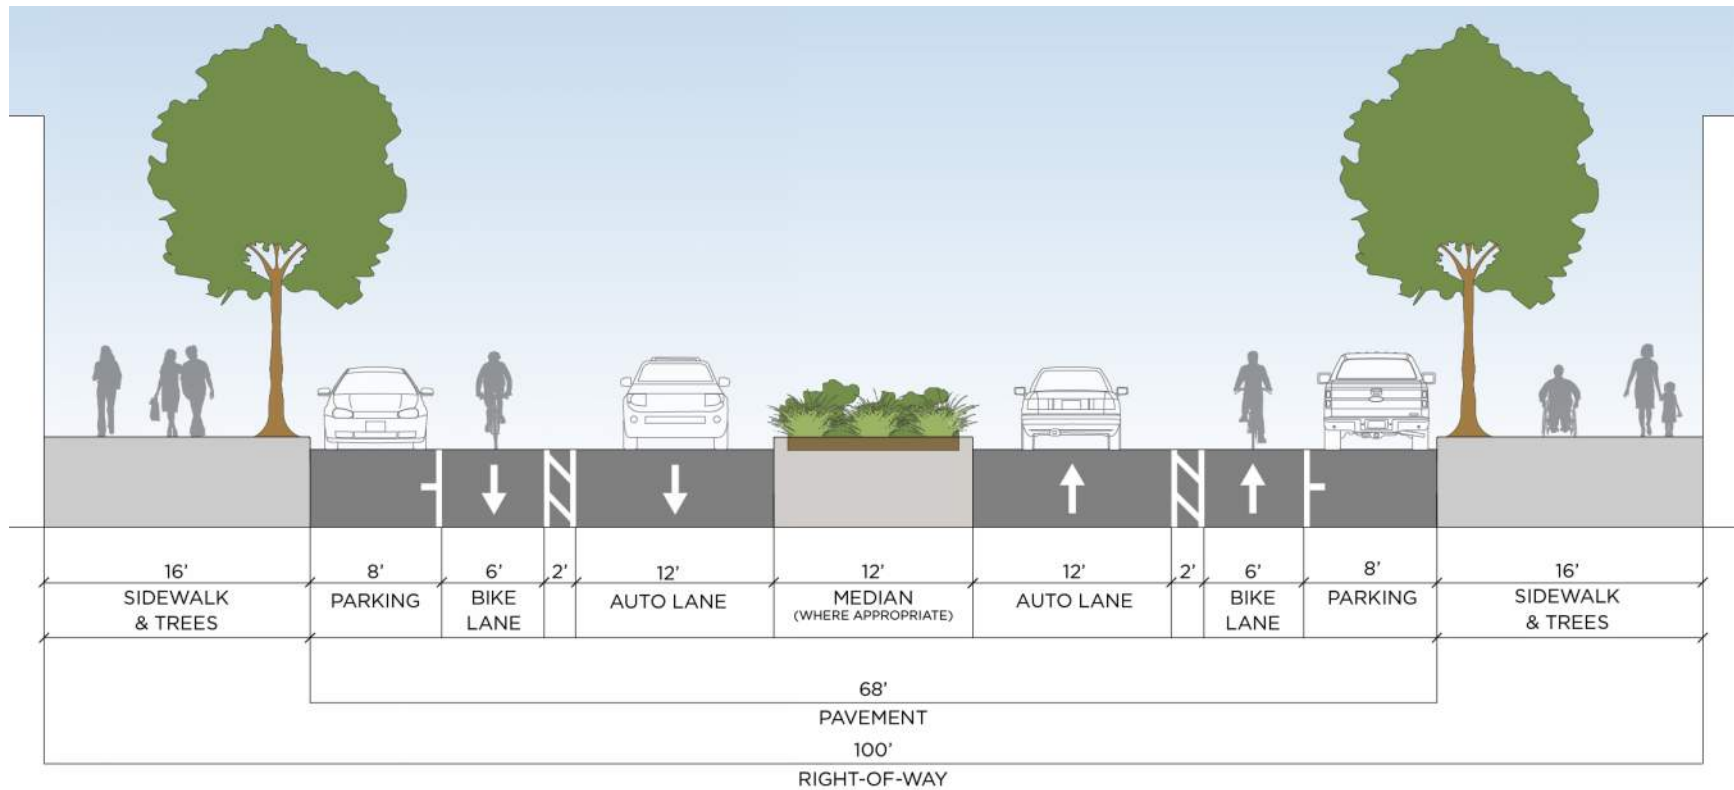 16' 8' 6' 2' 12' 12' 12' 2' 6' 8' 16'
SIDEWALK PARKING BIKE AUTO LANE MEDIAN AUTO LANE BIKE PARKING SIDEWALK
& TREES LANE (WHERE APPROPRIATE) LANE & TREES
68'
PAVEMENT
100'
RIGHT-OF-WAY